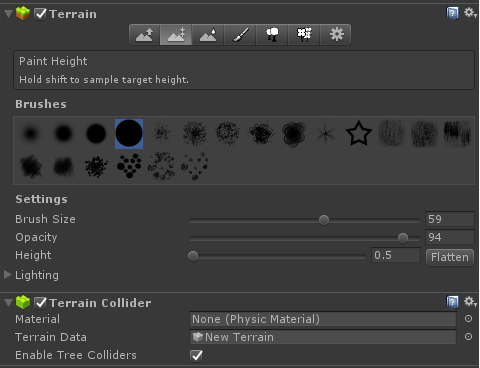 Terrain
Paint Height
Hold shift to sample target height.
Brushes
Settings
Brush Size 59
Opacity 94
Height 0.5 Flatten
Lighting
Terrain Collider
Material None (Physic Material)
Terrain Data New Terrain
Enable Tree Colliders